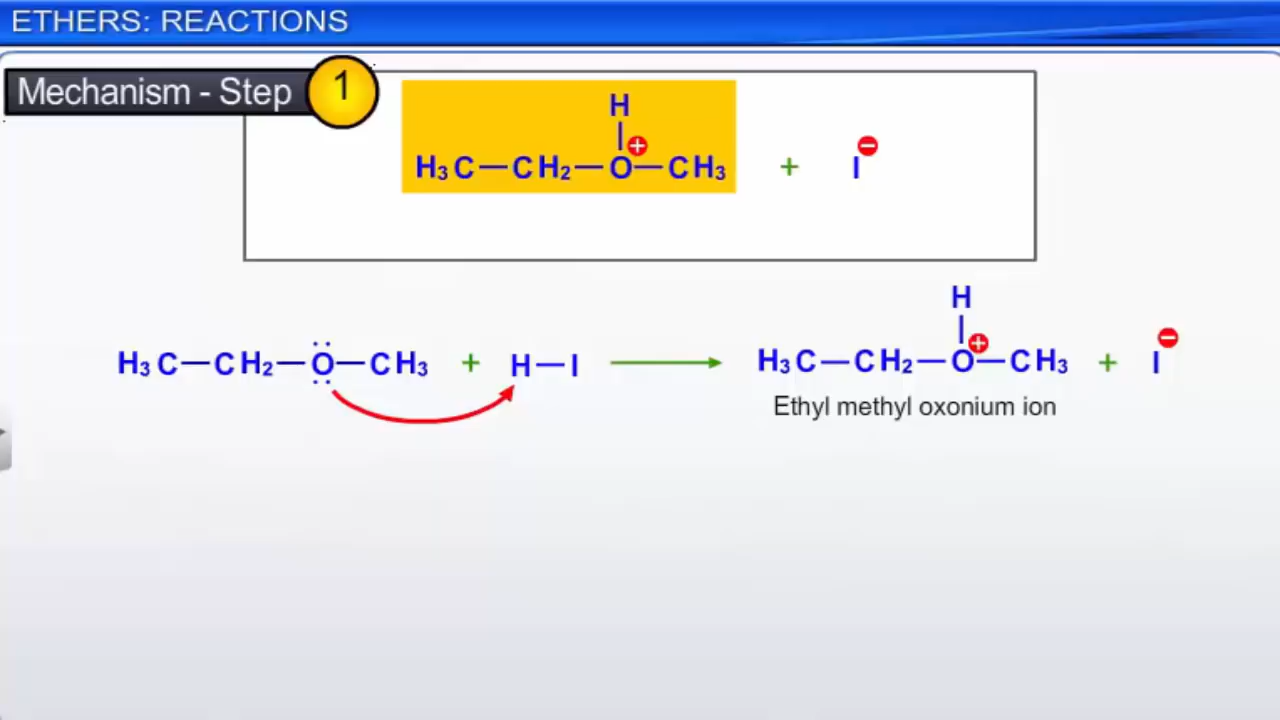 ETHERS: REACTIONS
Mechanism - Step 1
H
|
H₃C—CH₂—O⊕—CH₃ + I⊖
H
|
H₃C—CH₂—Ö:—CH₃ + H—I ⟶ H₃C—CH₂—O⊕—CH₃ + I⊖
Ethyl methyl oxonium ion